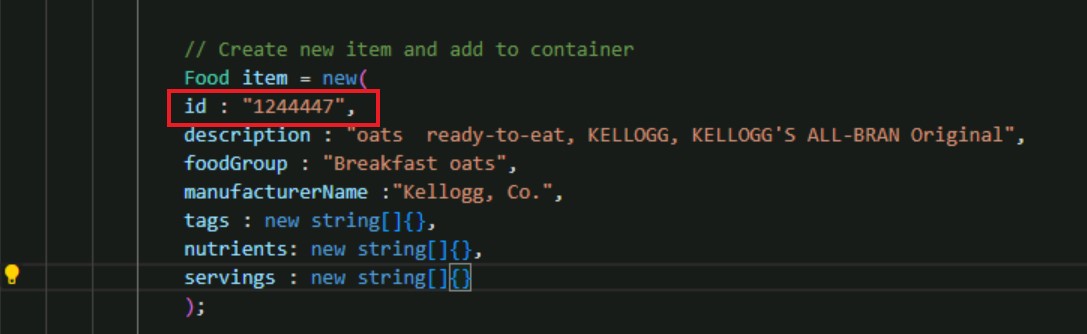 // Create new item and add to container
Food item = new(
id : "1244447",
description : "oats  ready-to-eat, KELLOGG, KELLOGG'S ALL-BRAN Original",
foodGroup : "Breakfast oats",
manufacturerName :"Kellogg, Co.",
tags : new string[]{},
nutrients: new string[]{},
servings : new string[]{}
);